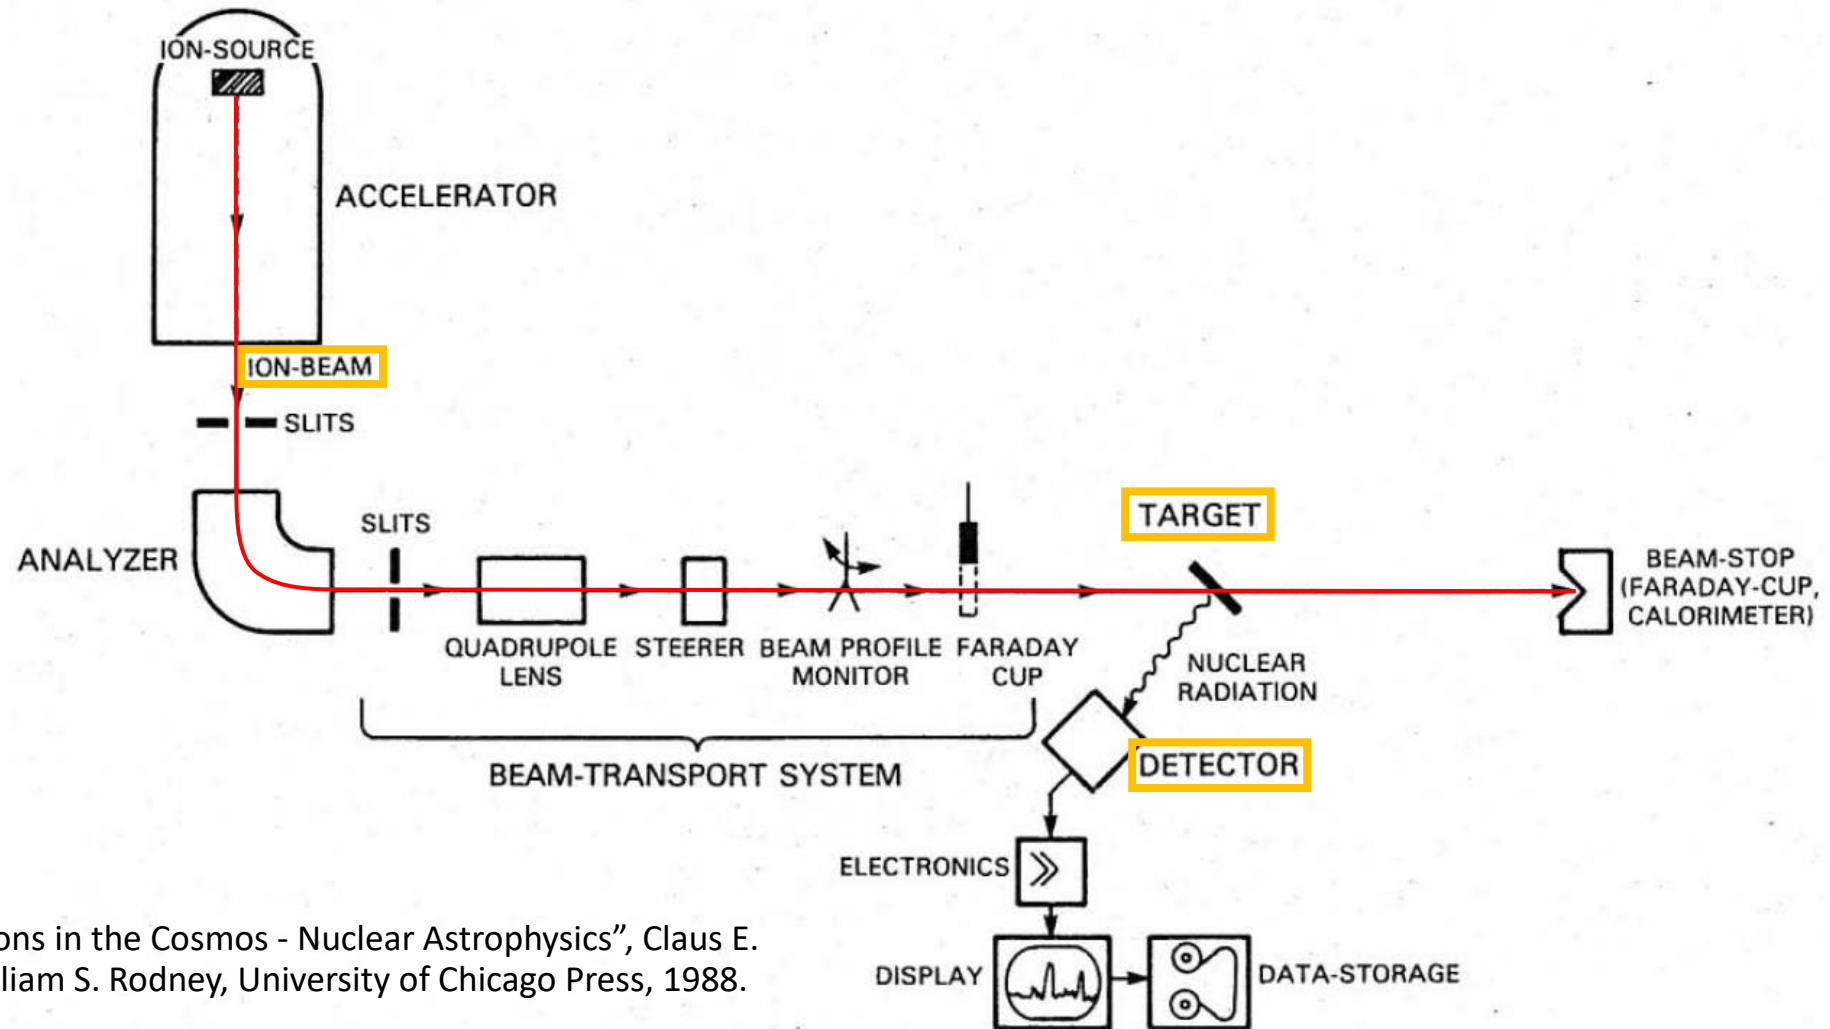 ION-SOURCE
ACCELERATOR
ION-BEAM
SLITS
ANALYZER
SLITS
QUADRUPOLE
LENS
STEERER
BEAM PROFILE
MONITOR
FARADAY
CUP
TARGET
BEAM-STOP
(FARADAY-CUP,
CALORIMETER)
NUCLEAR
RADIATION
BEAM-TRANSPORT SYSTEM
DETECTOR
ELECTRONICS
DISPLAY
DATA-STORAGE
ons in the Cosmos - Nuclear Astrophysics”, Claus E.
liam S. Rodney, University of Chicago Press, 1988.